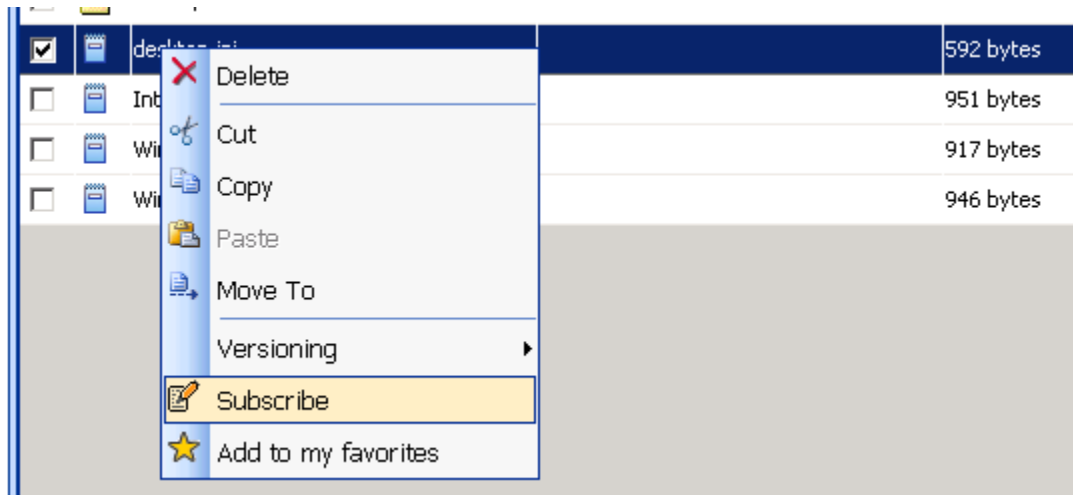 592 bytes
Delete
951 bytes
Cut
917 bytes
Copy
946 bytes
Paste
Move To
Versioning
Subscribe
Add to my favorites